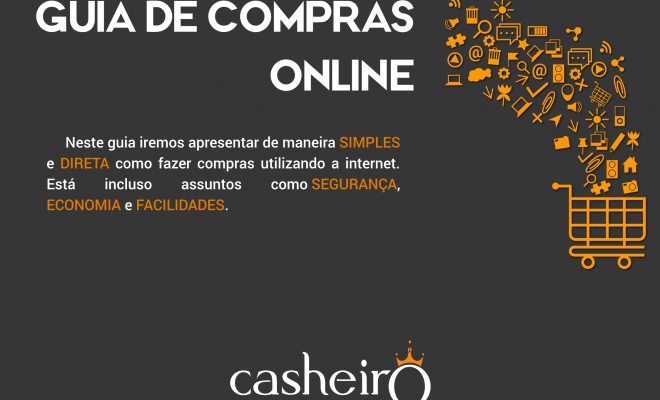 GUIA DE COMPRAS
ONLINE
Neste guia iremos apresentar de maneira SIMPLES
e DIRETA como fazer compras utilizando a internet.
Está incluso assuntos como SEGURANÇA,
ECONOMIA e FACILIDADES.
casheirO